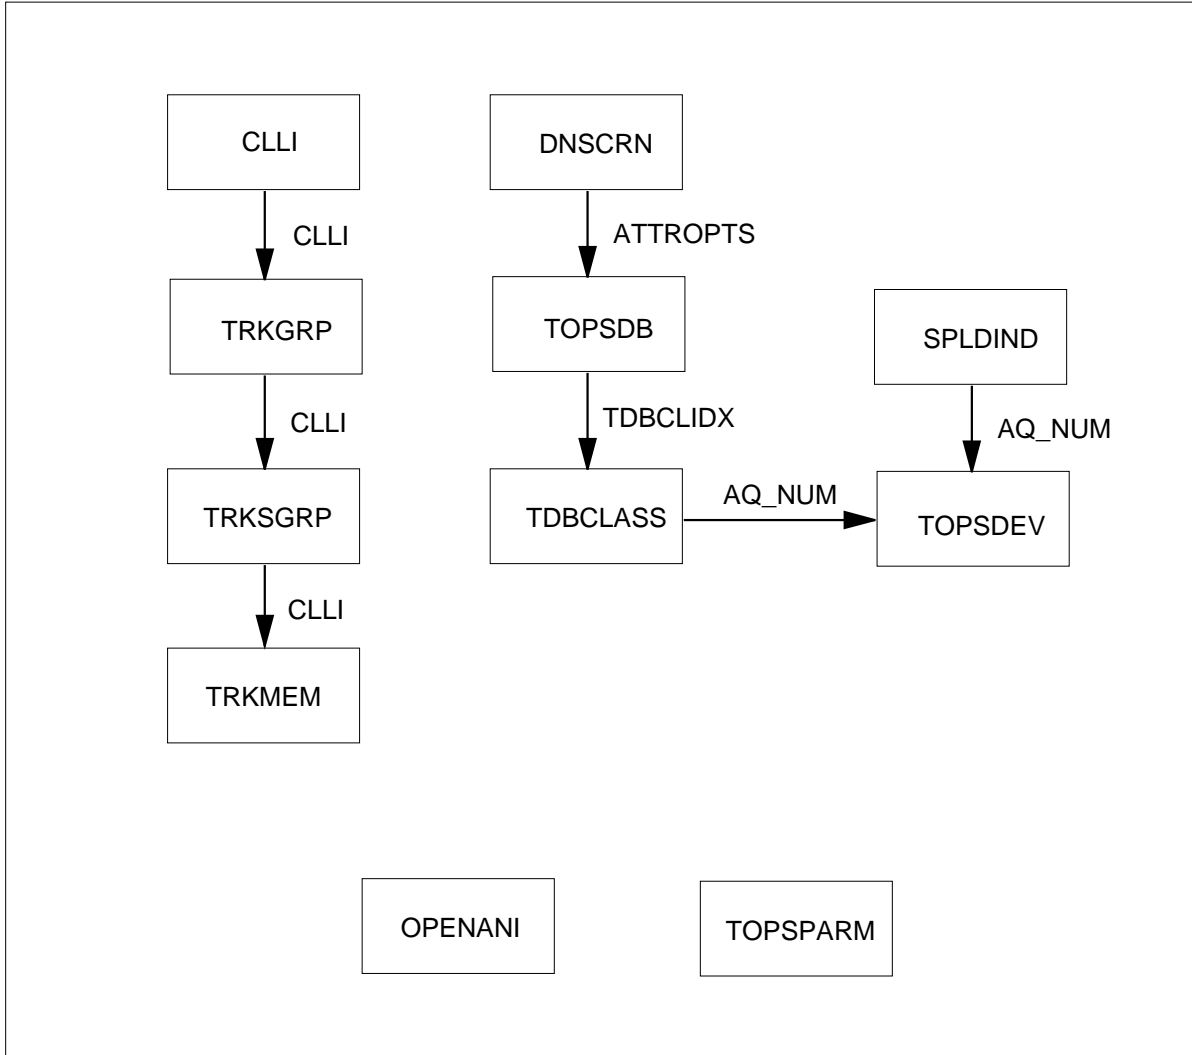 CLLI
DNSCRN
CLLI
ATTROPTS
TRKGRP
TOPSDB
SPLDIND
CLLI
TDBCLIDX
AQ_NUM
AQ_NUM
TRKSGRP
TDBCLASS
TOPSDEV
CLLI
TRKMEM
OPENANI
TOPSPARM